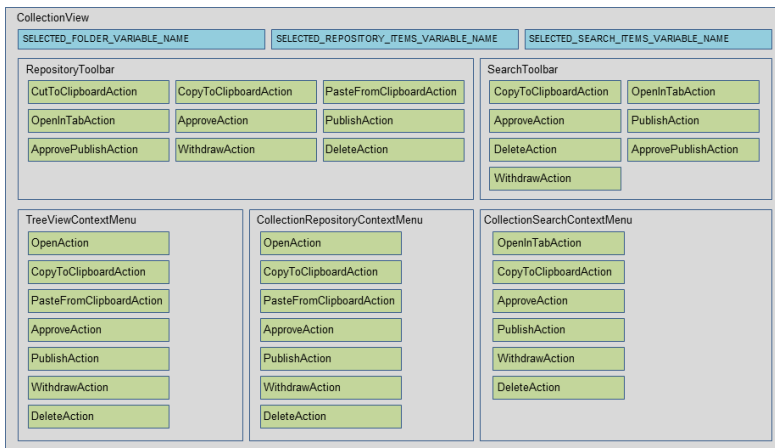 CollectionView
SELECTED_FOLDER_VARIABLE_NAME
SELECTED_REPOSITORY_ITEMS_VARIABLE_NAME
SELECTED_SEARCH_ITEMS_VARIABLE_NAME
RepositoryToolbar
CutToClipboardAction
CopyToClipboardAction
PasteFromClipboardAction
OpenInTabAction
ApproveAction
PublishAction
ApprovePublishAction
WithdrawAction
DeleteAction
SearchToolbar
CopyToClipboardAction
OpenInTabAction
ApproveAction
PublishAction
DeleteAction
ApprovePublishAction
WithdrawAction
TreeViewContextMenu
OpenAction
CopyToClipboardAction
PasteFromClipboardAction
ApproveAction
PublishAction
WithdrawAction
DeleteAction
CollectionRepositoryContextMenu
OpenAction
CopyToClipboardAction
PasteFromClipboardAction
ApproveAction
PublishAction
WithdrawAction
DeleteAction
CollectionSearchContextMenu
OpenInTabAction
CopyToClipboardAction
ApproveAction
PublishAction
WithdrawAction
DeleteAction